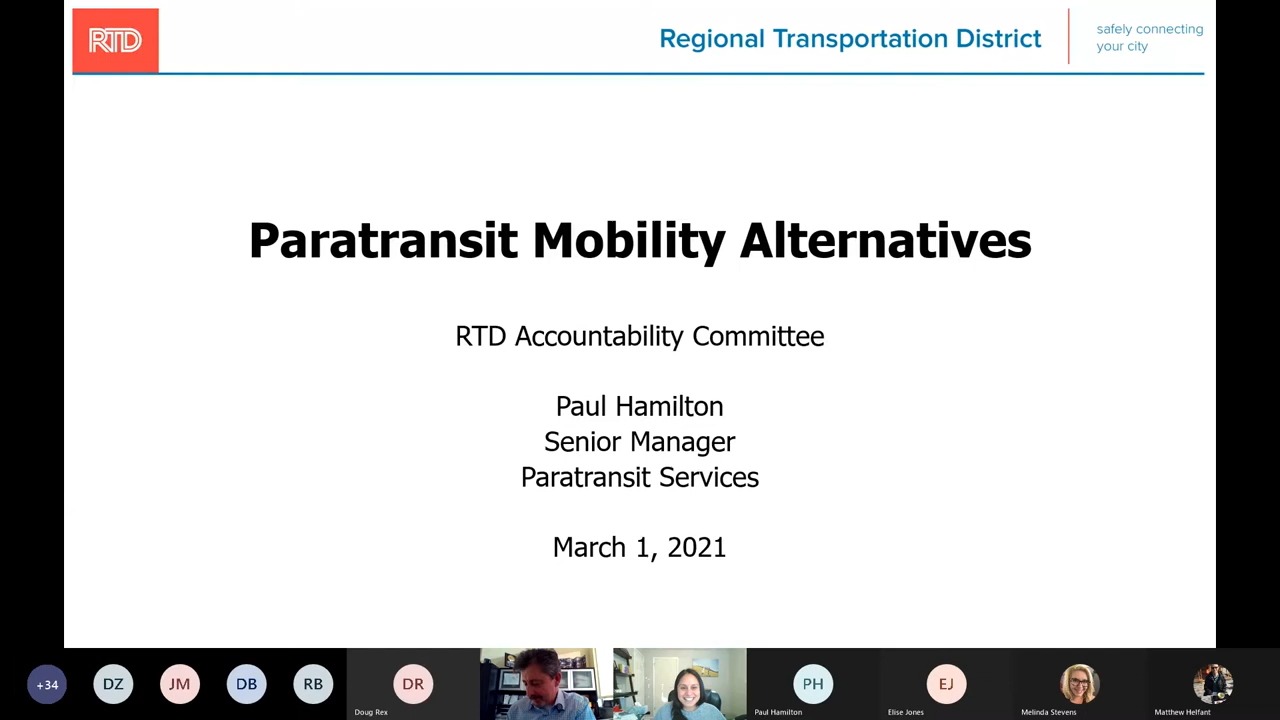 RTD
Regional Transportation District
safely connecting
your city
Paratransit Mobility Alternatives
RTD Accountability Committee
Paul Hamilton
Senior Manager
Paratransit Services
March 1, 2021
+34
DZ
JM
DB
RB
DR
PH
EJ
Doug Rex
Paul Hamilton
Elise Jones
Melinda Stevens
Matthew Helfant